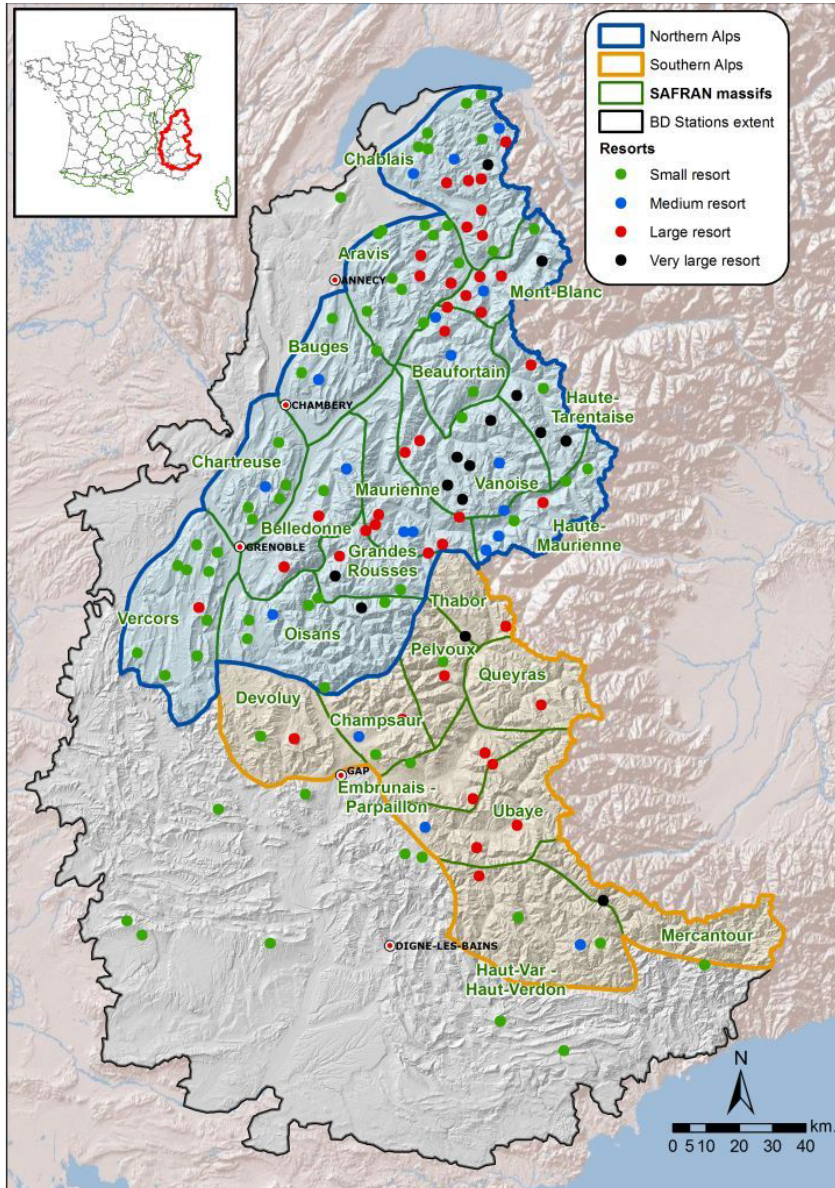 Northern Alps
Southern Alps
SAFRAN massifs
BD Stations extent
Resorts
Small resort
Medium resort
Large resort
Very large resort
Chablais
Aravis
ANNECY
Mont-Blanc
Bauges
Beaufortain
CHAMBERY
Haute-
Tarentaise
Chartreuse
Maurienne
Vanoise
Belledonne
Haute-
Maurienne
GRENOBLE
Grandes
Rousses
Thabor
Vercors
Oisans
Pelvoux
Queyras
Devoluy
Champsaur
GAP
Embrunais -
Parpaillon
Ubaye
Mercantour
DIGNE-LES-BAINS
Haut-Var -
Haut-Verdon
N
km.
0 5 10 20 30 40